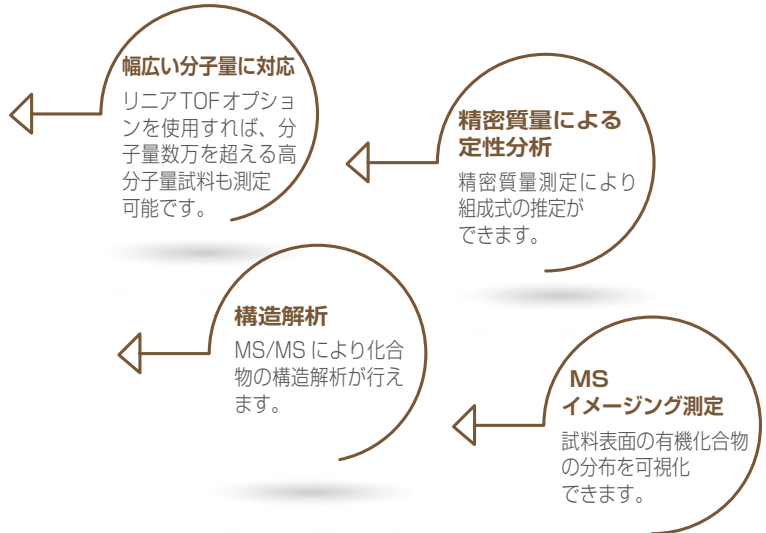 幅広い分子量に対応
リニアTOFオプショ
ンを使用すれば、分
子量数万を超える高
分子量試料も測定
可能です。
精密質量による
定性分析
精密質量測定により
組成式の推定が
できます。
構造解析
MS/MS により化合
物の構造解析が行え
ます。
MS
イメージング測定
試料表面の有機化合物
の分布を可視化
できます。